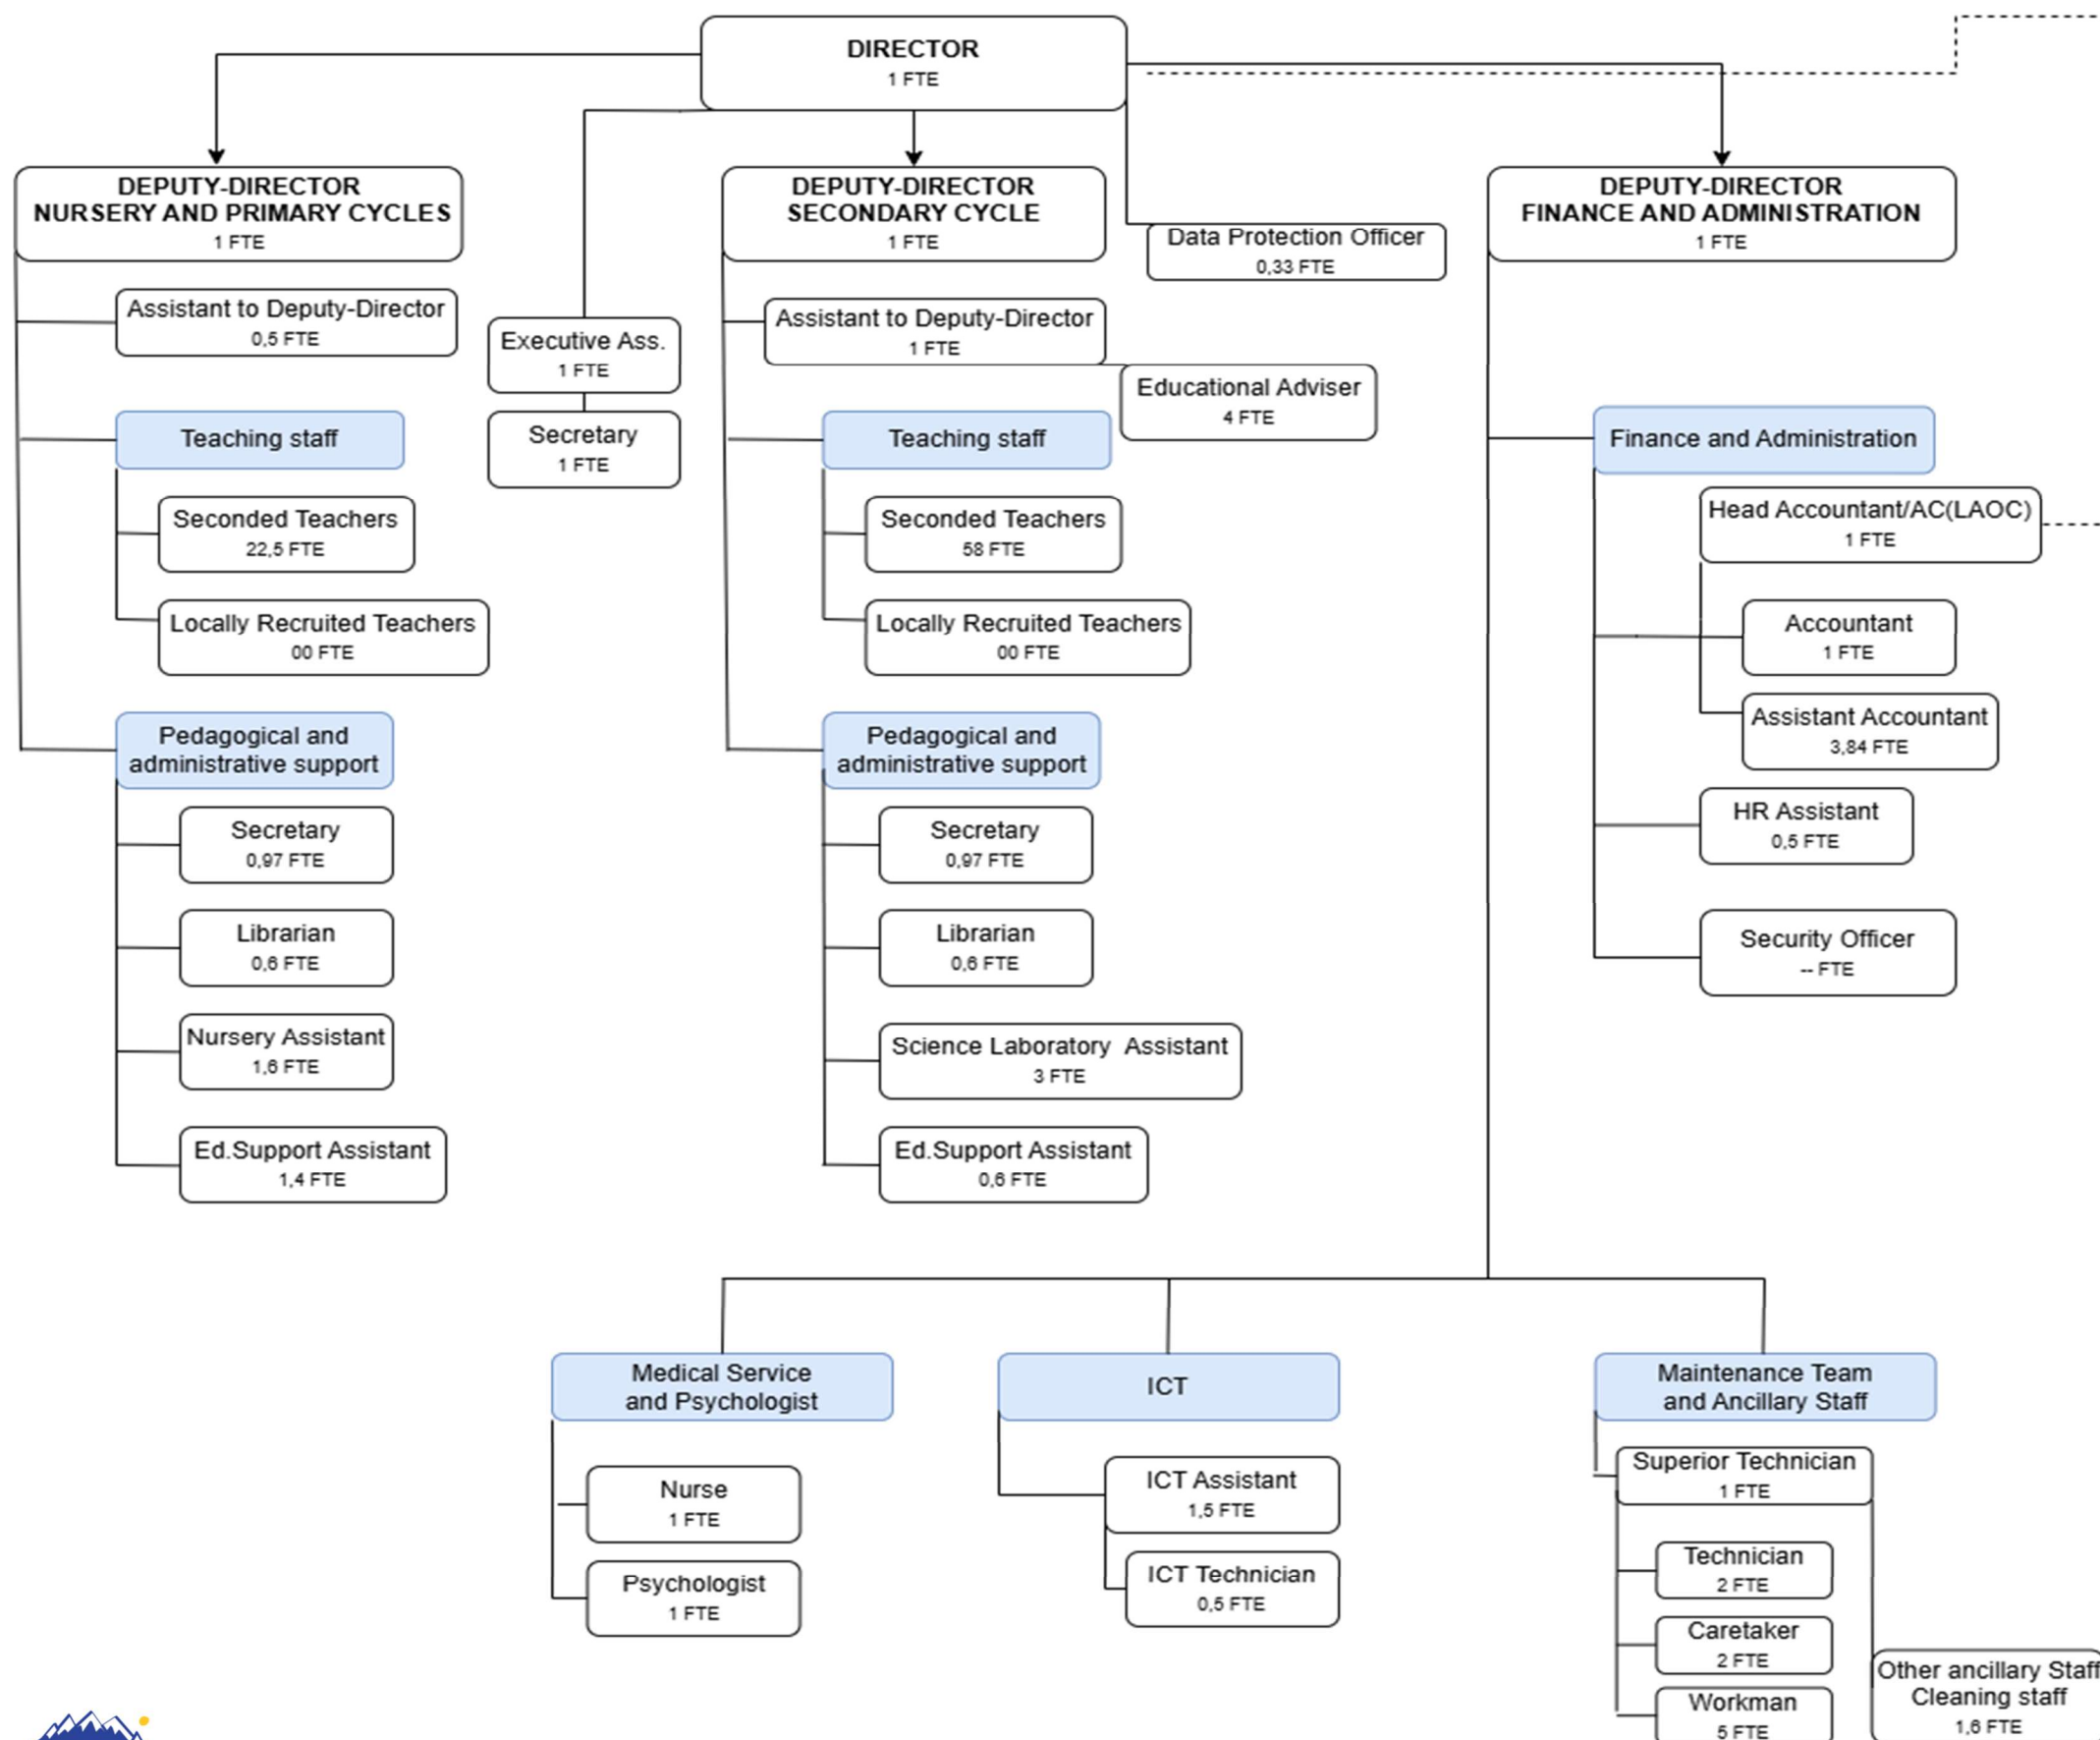 DIRECTOR
1 FTE
DEPUTY-DIRECTOR
NURSERY AND PRIMARY CYCLES
1 FTE
Assistant to Deputy-Director
0,5 FTE
Teaching staff
Seconded Teachers
22,5 FTE
Locally Recruited Teachers
00 FTE
Pedagogical and
administrative support
Secretary
0,97 FTE
Librarian
0,6 FTE
Nursery Assistant
1,6 FTE
Ed.Support Assistant
1,4 FTE
Executive Ass.
1 FTE
Secretary
1 FTE
DEPUTY-DIRECTOR
SECONDARY CYCLE
1 FTE
Assistant to Deputy-Director
1 FTE
Educational Adviser
4 FTE
Teaching staff
Seconded Teachers
58 FTE
Locally Recruited Teachers
00 FTE
Pedagogical and
administrative support
Secretary
0,97 FTE
Librarian
0,6 FTE
Science Laboratory Assistant
3 FTE
Ed.Support Assistant
0,6 FTE
Data Protection Officer
0,33 FTE
DEPUTY-DIRECTOR
FINANCE AND ADMINISTRATION
1 FTE
Finance and Administration
Head Accountant/AC(LAOC)
1 FTE
Accountant
1 FTE
Assistant Accountant
3,84 FTE
HR Assistant
0,5 FTE
Security Officer
-- FTE
Medical Service
and Psychologist
Nurse
1 FTE
Psychologist
1 FTE
ICT
ICT Assistant
1,5 FTE
ICT Technician
0,5 FTE
Maintenance Team
and Ancillary Staff
Superior Technician
1 FTE
Technician
2 FTE
Caretaker
2 FTE
Workman
5 FTE
Other ancillary Staff
Cleaning staff
1,6 FTE